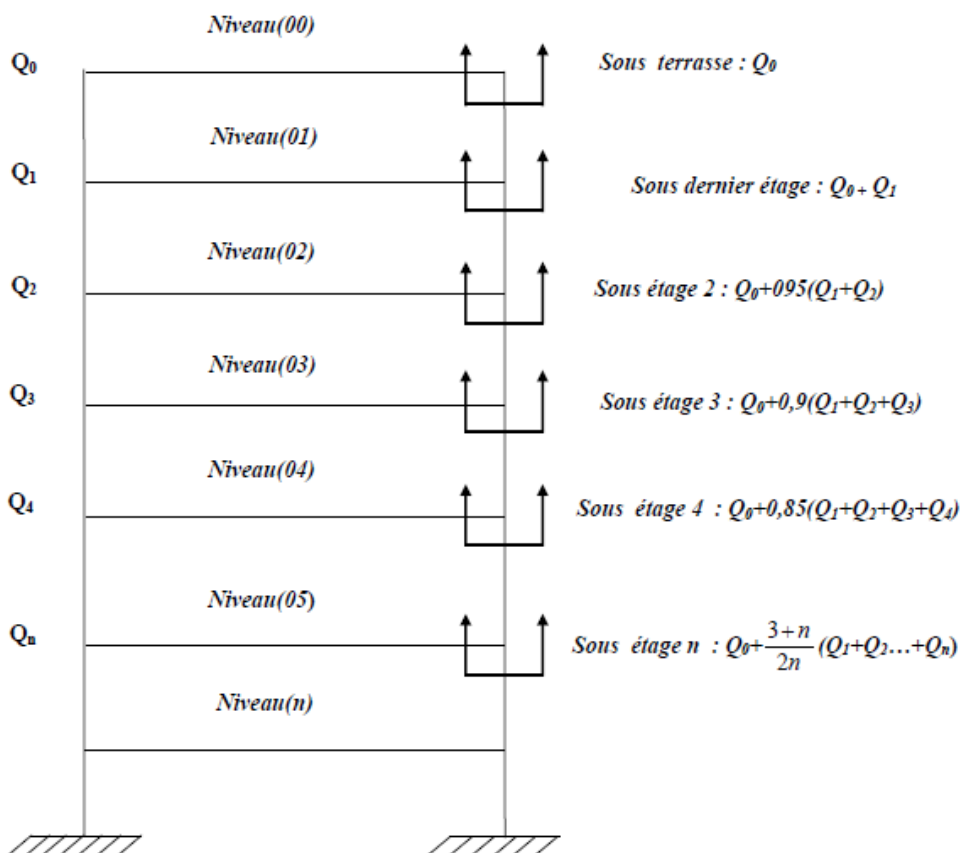 Niveau(00)
Q₀ Sous terrasse : Q₀
Niveau(01)
Q₁ Sous dernier étage : Q₀ + Q₁
Niveau(02)
Q₂ Sous étage 2 : Q₀+095(Q₁+Q₂)
Niveau(03)
Q₃ Sous étage 3 : Q₀+0,9(Q₁+Q₂+Q₃)
Niveau(04)
Q₄ Sous étage 4 : Q₀+0,85(Q₁+Q₂+Q₃+Q₄)
Niveau(05)
Qₙ Sous étage n : Q₀+\frac{3+n}{2n}(Q₁+Q₂…+Qₙ)
Niveau(n)